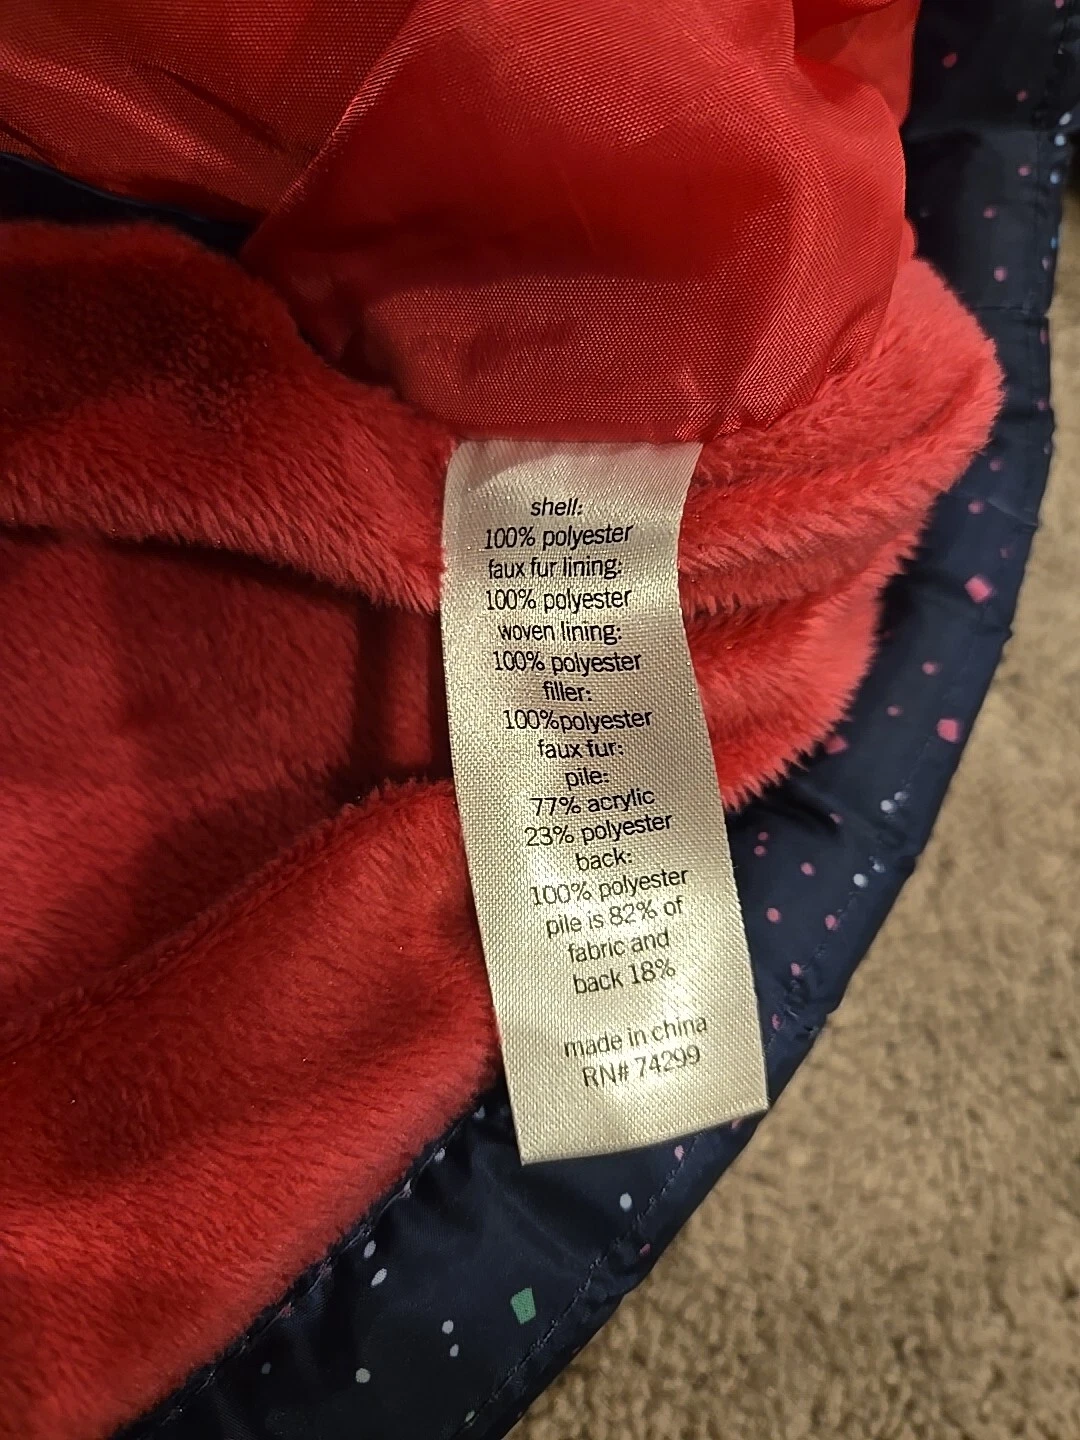 shell:
100% polyester
faux fur lining:
100% polyester
woven lining:
100% polyester
filler:
100%polyester
faux fur:
pile:
77% acrylic
23% polyester
back:
100% polyester
pile is 82% of
fabric and
back 18%
made in china
RN# 74299